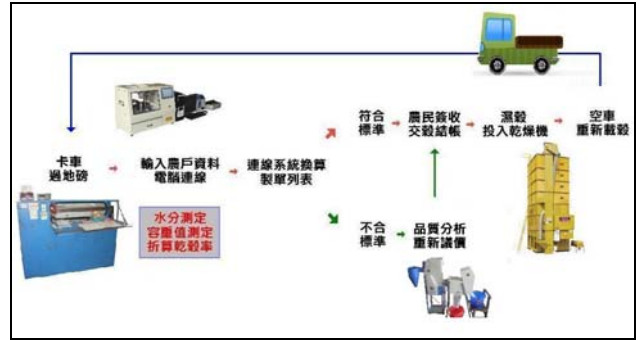 卡車
過地磅
輸入農戶資料
電腦連線
連線系統換算
製單列表
水分測定
容重值測定
折算乾穀率
符合
標準
農民簽收
交穀結帳
濕穀
投入乾燥機
空車
重新載穀
不合
標準
品質分析
重新議價